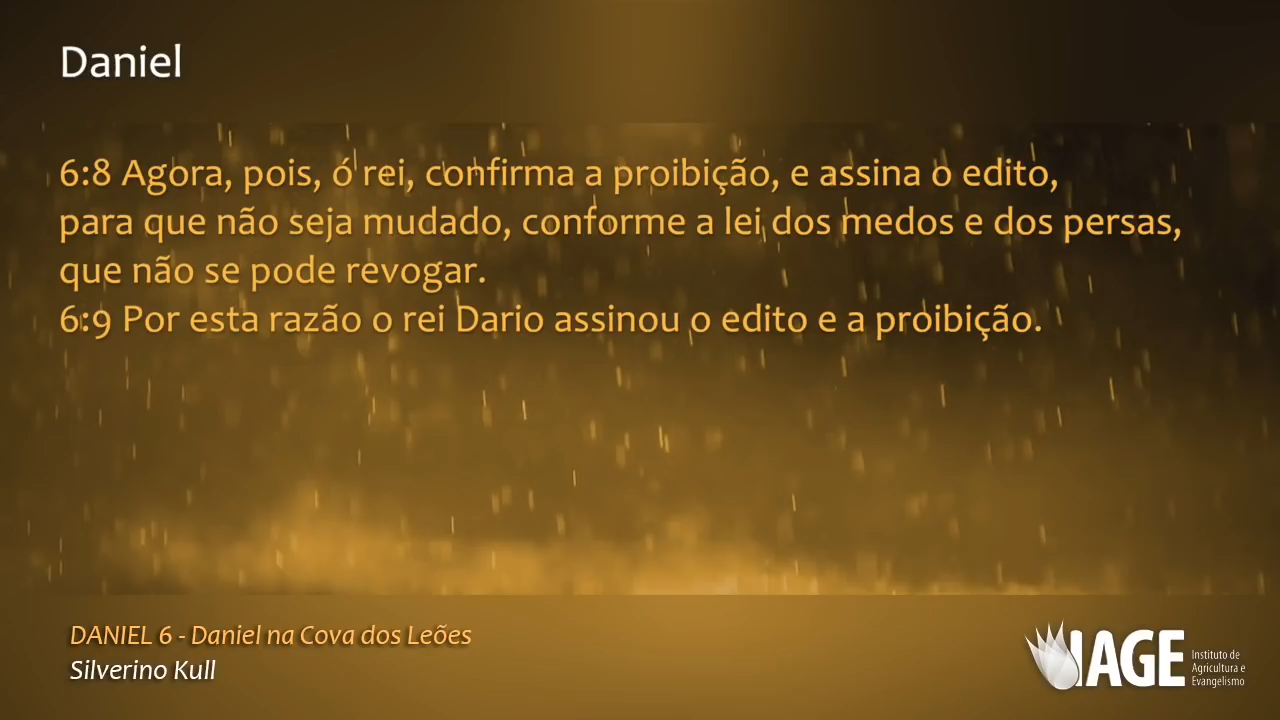 Daniel
6:8 Agora, pois, ó rei, confirma a proibição, e assina o edito,
para que não seja mudado, conforme a lei dos medos e dos persas,
que não se pode revogar.
6:9 Por esta razão o rei Dario assinou o edito e a proibição.
DANIEL 6 - Daniel na Cova dos Leões
Silverino Kull
IAGE
Instituto de
Agricultura e
Evangelismo